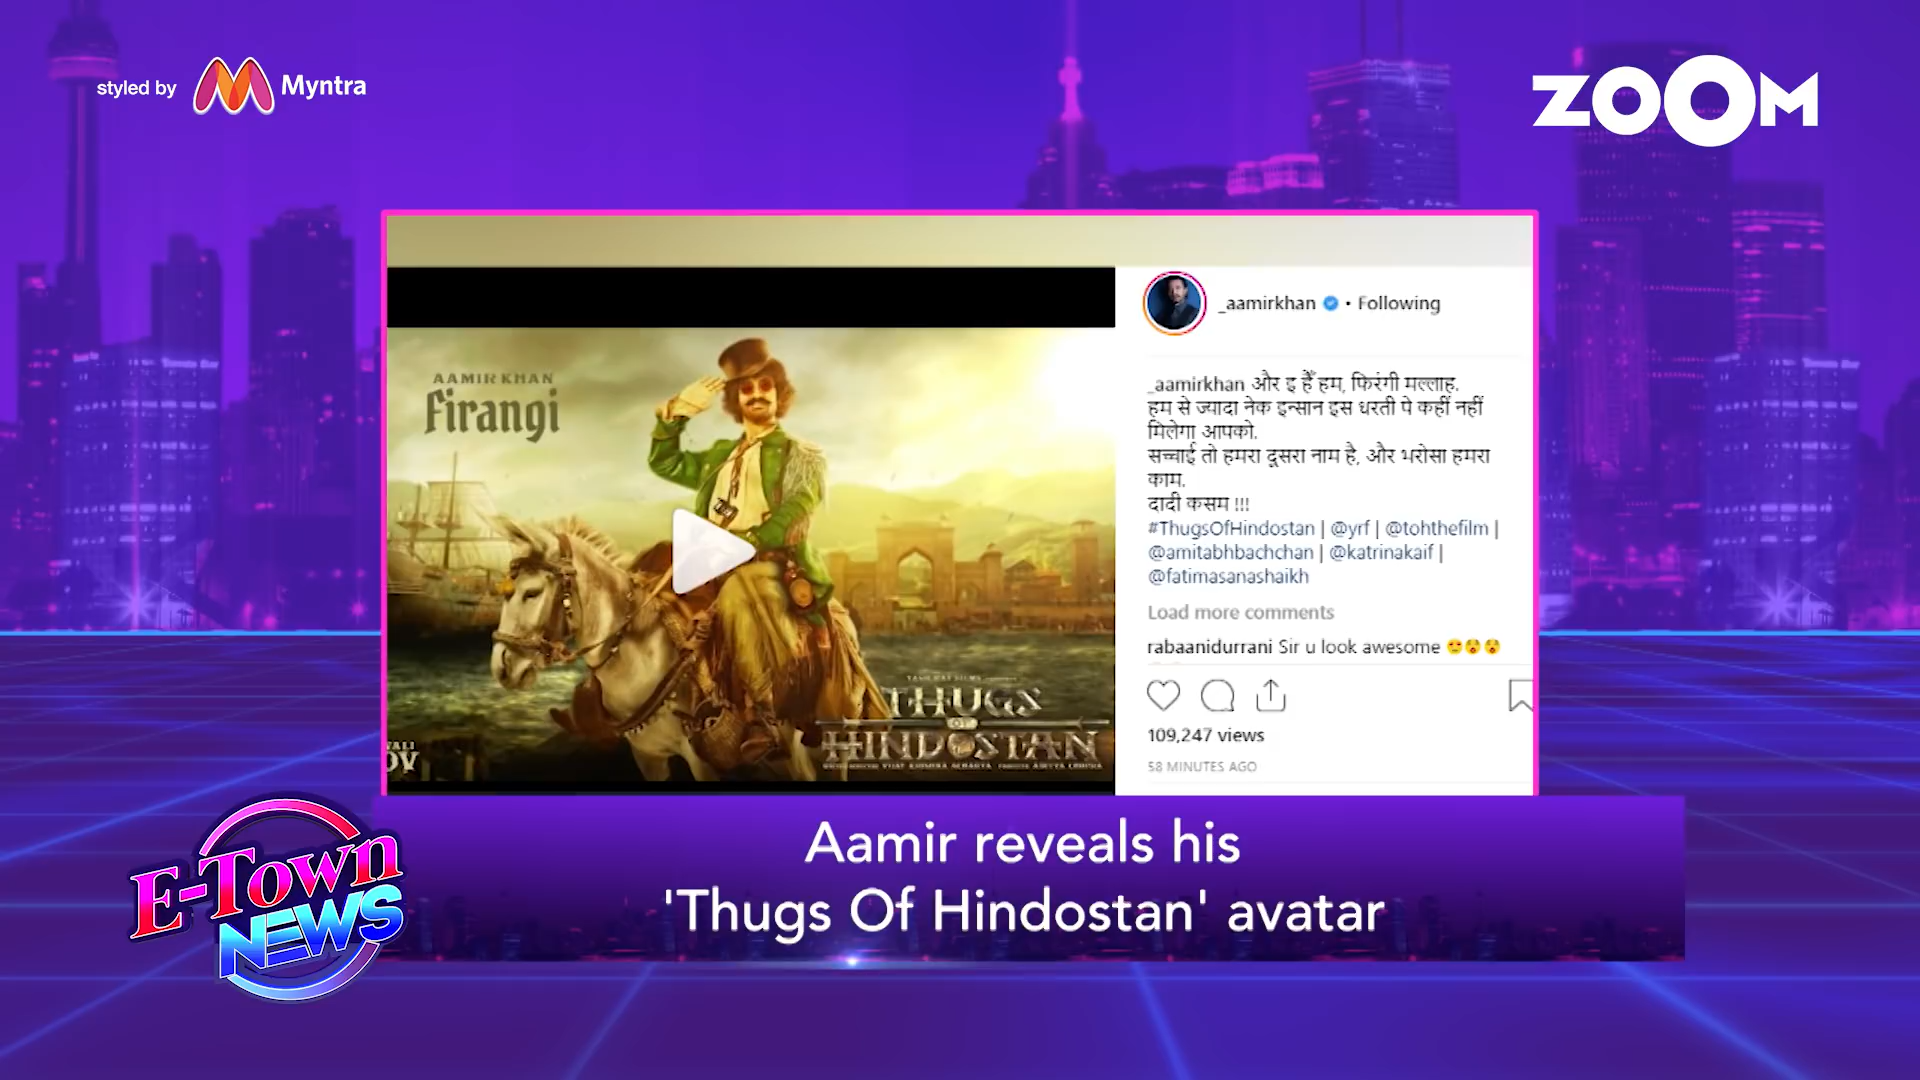 styled by Myntra
zoom
AAMIR KHAN
Firangi
THUGS
OF
HINDOSTAN
_aamirkhan • Following
_aamirkhan और इ हैँ हम, फिरंगी मल्लाह.
हम से ज्यादा नेक इन्सान इस धरती पे कहीं नहीं
मिलेगा आपको.
सच्चाई तो हमरा दूसरा नाम है, और भरोसा हमरा
काम.
दादी कसम !!!
#ThugsOfHindostan | @yrf | @tohthefilm |
@amitabhbachchan | @katrinakaif |
@fatimasanashaikh
Load more comments
rabaanidurrani Sir u look awesome 😒😲😲
109,247 views
58 MINUTES AGO
E-Town
NEWS
Aamir reveals his
'Thugs Of Hindostan' avatar